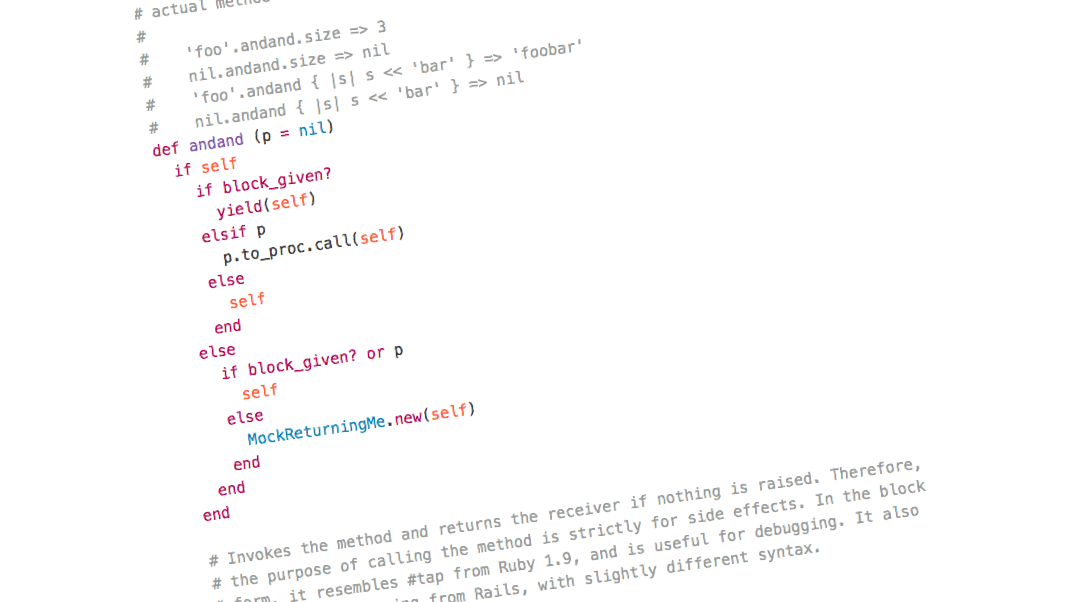 # actual
#
#     'foo'.andand.size => 3
#     nil.andand.size => nil
#     'foo'.andand { |s| s << 'bar' } => 'foobar'
#     nil.andand { |s| s << 'bar' } => nil
def andand (p = nil)
  if self
    if block_given?
      yield(self)
    elsif p
      p.to_proc.call(self)
    else
      self
    end
  else
    if block_given? or p
      self
    else
      MockReturningMe.new(self)
    end
  end
end
# Invokes the method and returns the receiver if nothing is raised. Therefore,
# the purpose of calling the method is strictly for side effects. In the block
it resembles #tap from Ruby 1.9, and is useful for debugging. It also
from Rails, with slightly different syntax.